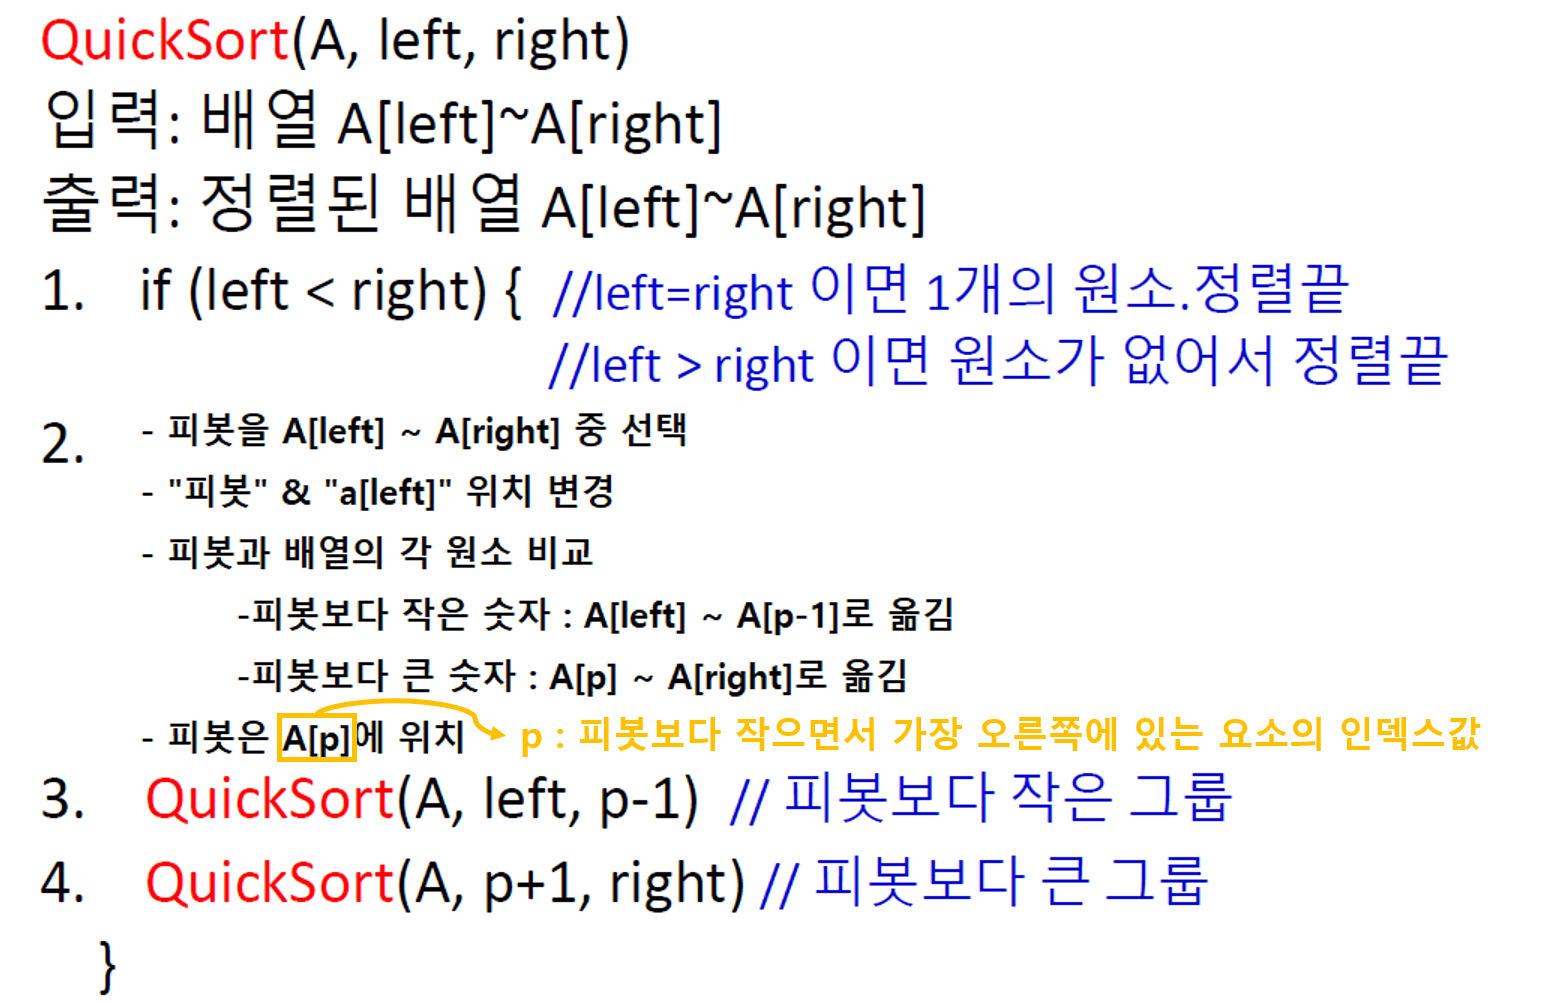 QuickSort(A, left, right)
입력: 배열 A[left]~A[right]
출력: 정렬된 배열 A[left]~A[right]
1. if (left < right) { //left=right 이면 1개의 원소.정렬끝
//left > right 이면 원소가 없어서 정렬끝
2. - 피봇을 A[left] ~ A[right] 중 선택
- "피봇" & "a[left]" 위치 변경
- 피봇과 배열의 각 원소 비교
-피봇보다 작은 숫자 : A[left] ~ A[p-1]로 옮김
-피봇보다 큰 숫자 : A[p] ~ A[right]로 옮김
- 피봇은 A[p]에 위치 p : 피봇보다 작으면서 가장 오른쪽에 있는 요소의 인덱스값
3. QuickSort(A, left, p-1) // 피봇보다 작은 그룹
4. QuickSort(A, p+1, right) // 피봇보다 큰 그룹
}